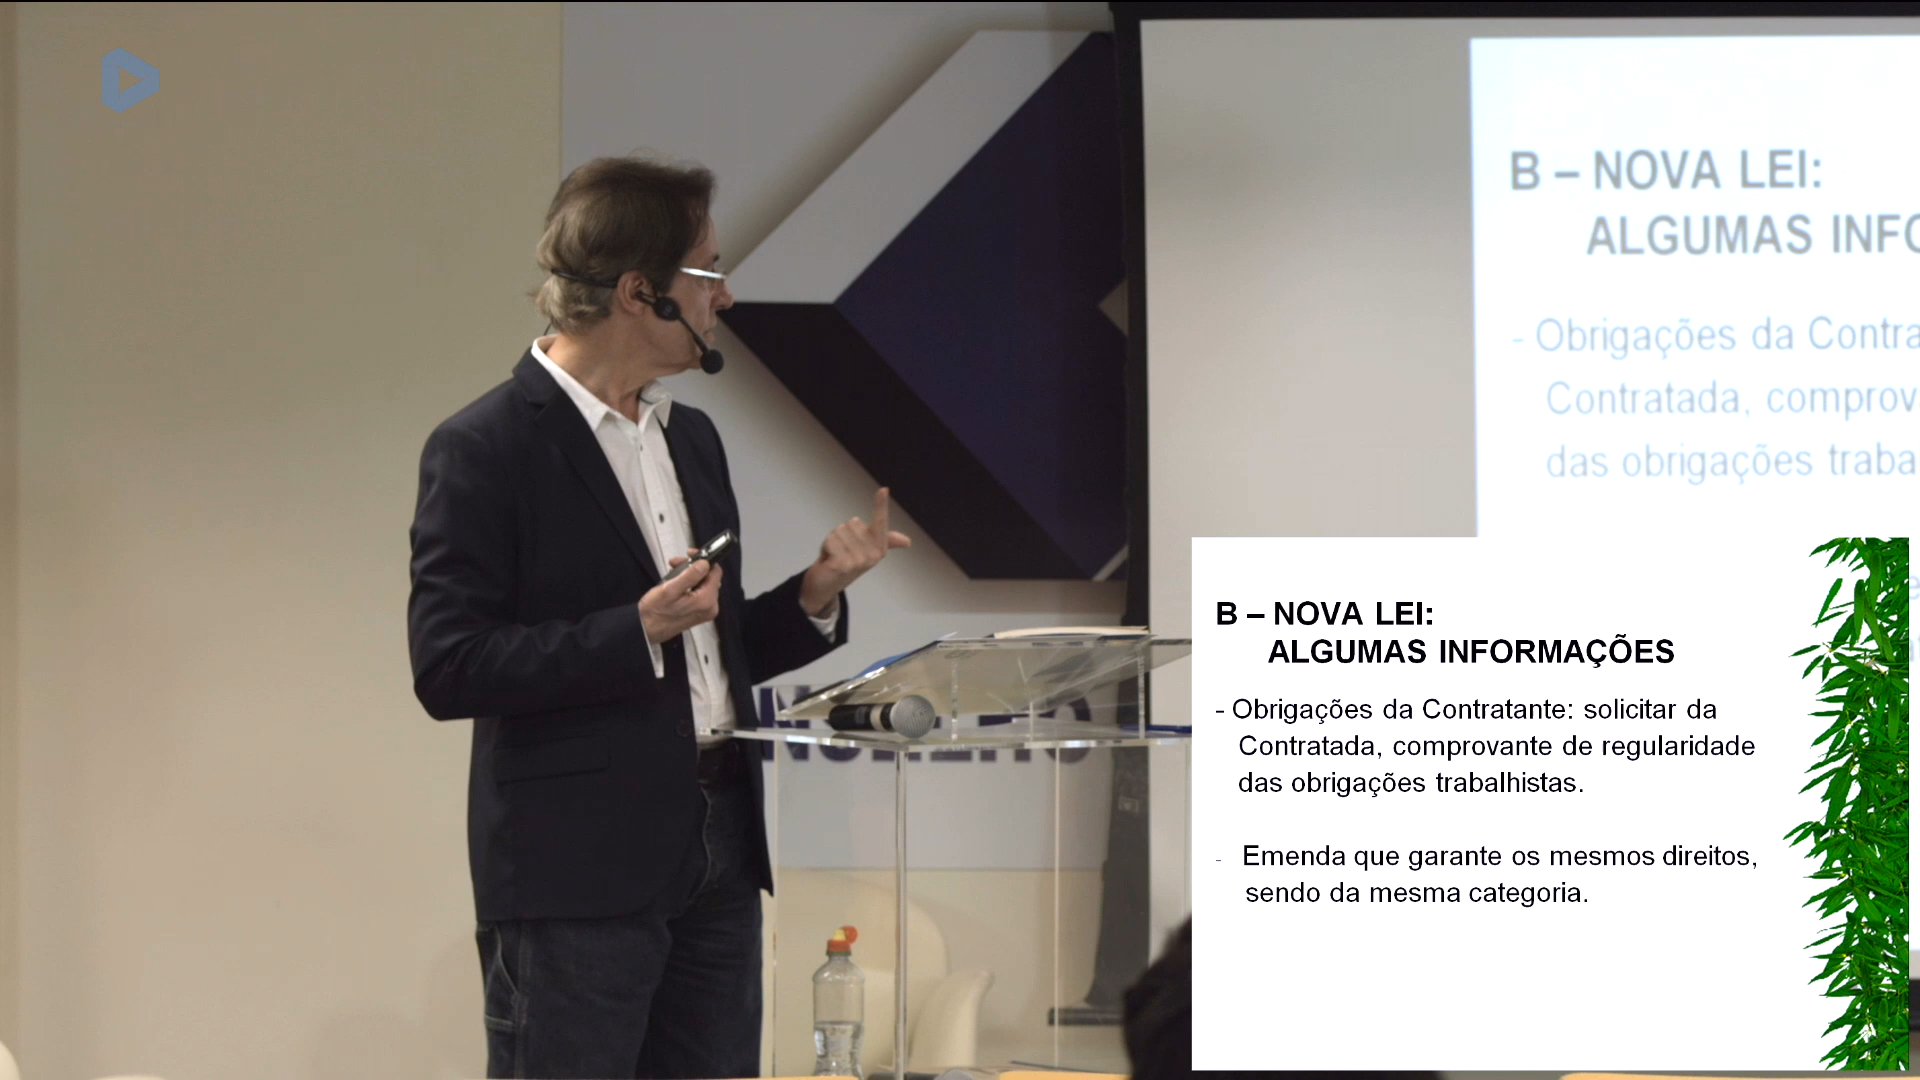 B – NOVA LEI:
ALGUMAS INFO
- Obrigações da Contra
Contratada, comprov
das obrigações traba
B – NOVA LEI:
ALGUMAS INFORMAÇÕES
- Obrigações da Contratante: solicitar da
Contratada, comprovante de regularidade
das obrigações trabalhistas.
- Emenda que garante os mesmos direitos,
sendo da mesma categoria.